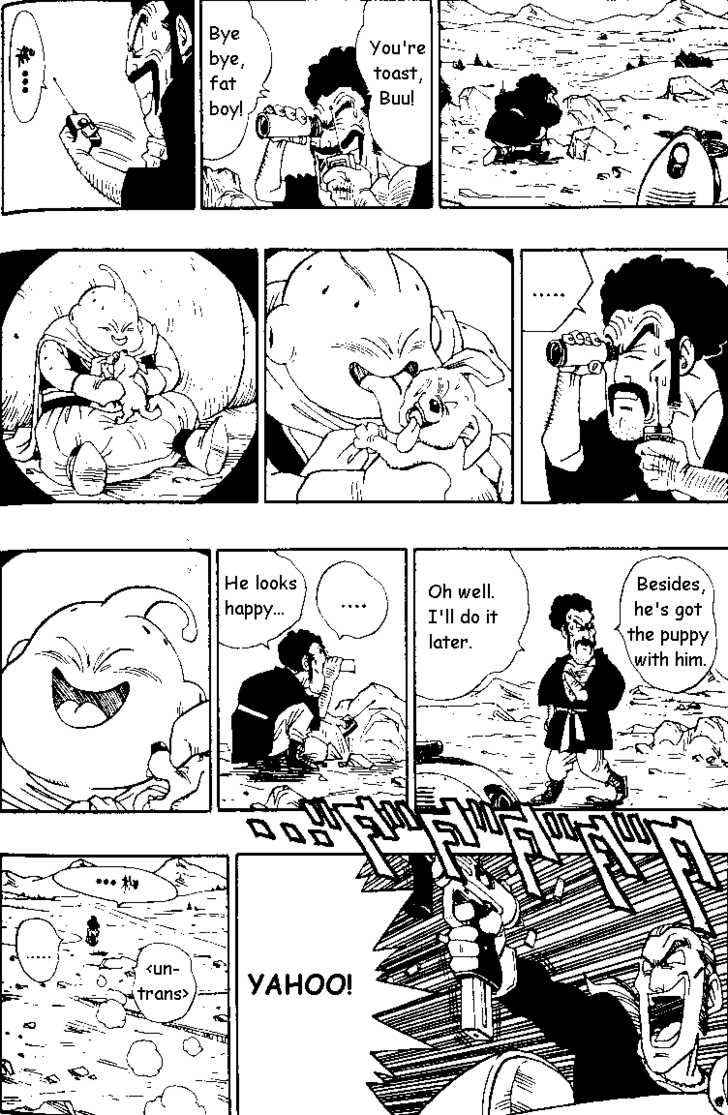 Bye
bye,
fat
boy!
You're
toast,
Buu!
......
He looks
happy...
....
Oh well.
I'll do it
later.
Besides,
he's got
the puppy
with him.
.....
<un-
trans>
YAHOO!